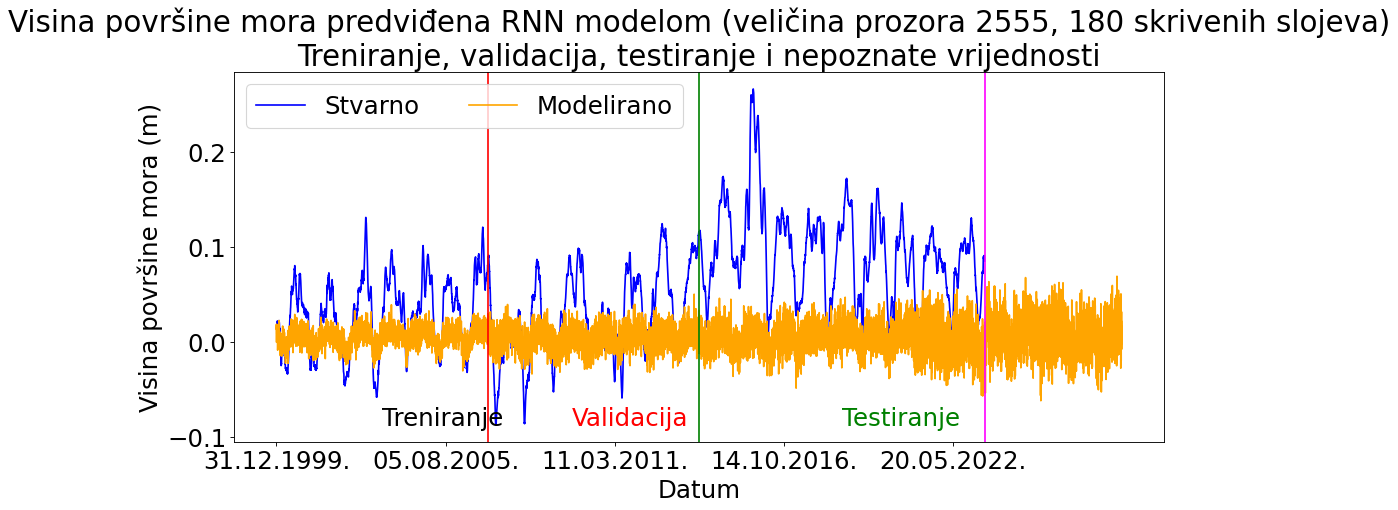 Visina površine mora predviđena RNN modelom (veličina prozora 2555, 180 skrivenih slojeva)
Treniranje, validacija, testiranje i nepoznate vrijednosti
Stvarno Modelirano
Visina površine mora (m)
0.2
0.1
0.0
−0.1
Treniranje Validacija Testiranje
31.12.1999. 05.08.2005. 11.03.2011. 14.10.2016. 20.05.2022.
Datum